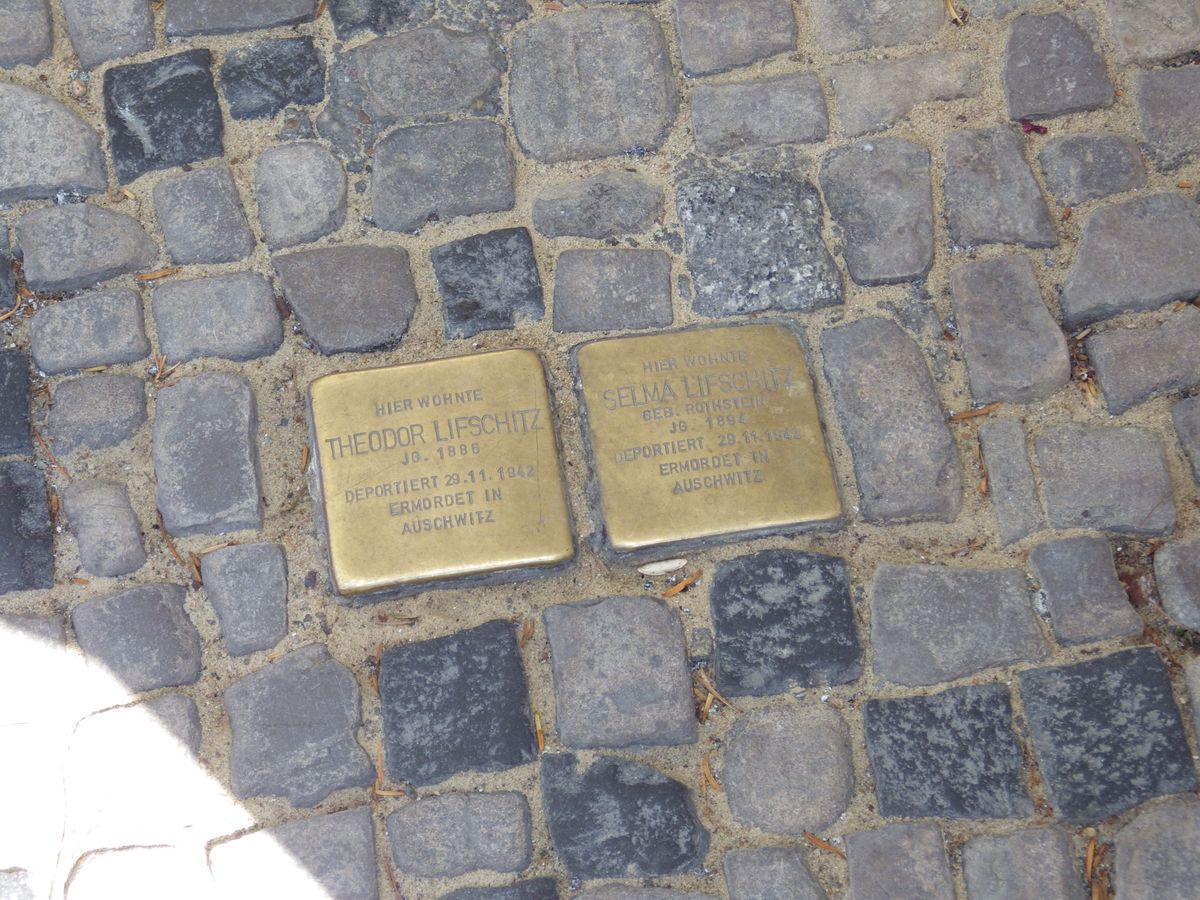 HIER WOHNTE
THEODOR LIFSCHITZ
JG. 1886
DEPORTIERT 29.11.1942
ERMORDET IN
AUSCHWITZ
HIER WOHNTE
SELMA LIFSCHITZ
GEB. ROTHSTEIN
JG. 1894
DEPORTIERT 29.11.1942
ERMORDET IN
AUSCHWITZ